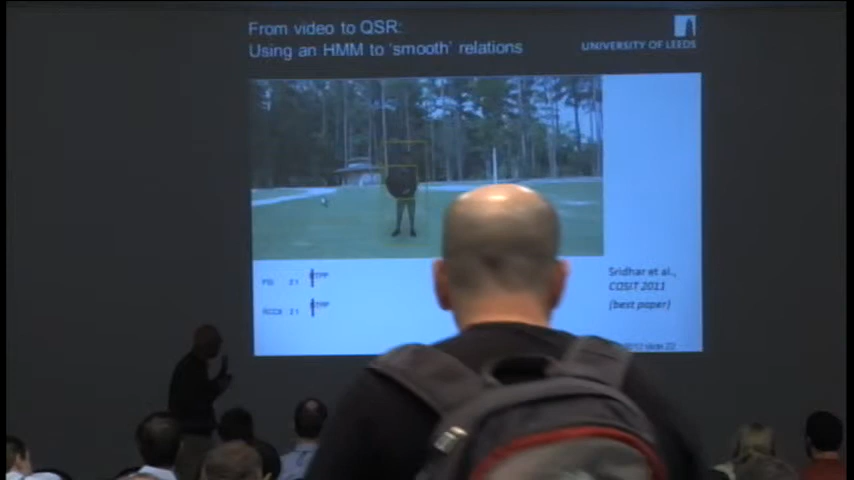 From video to QSR:
Using an HMM to 'smooth' relations
UNIVERSITY OF LEEDS
Sridhar et al.,
COSIT 2011
(best paper)